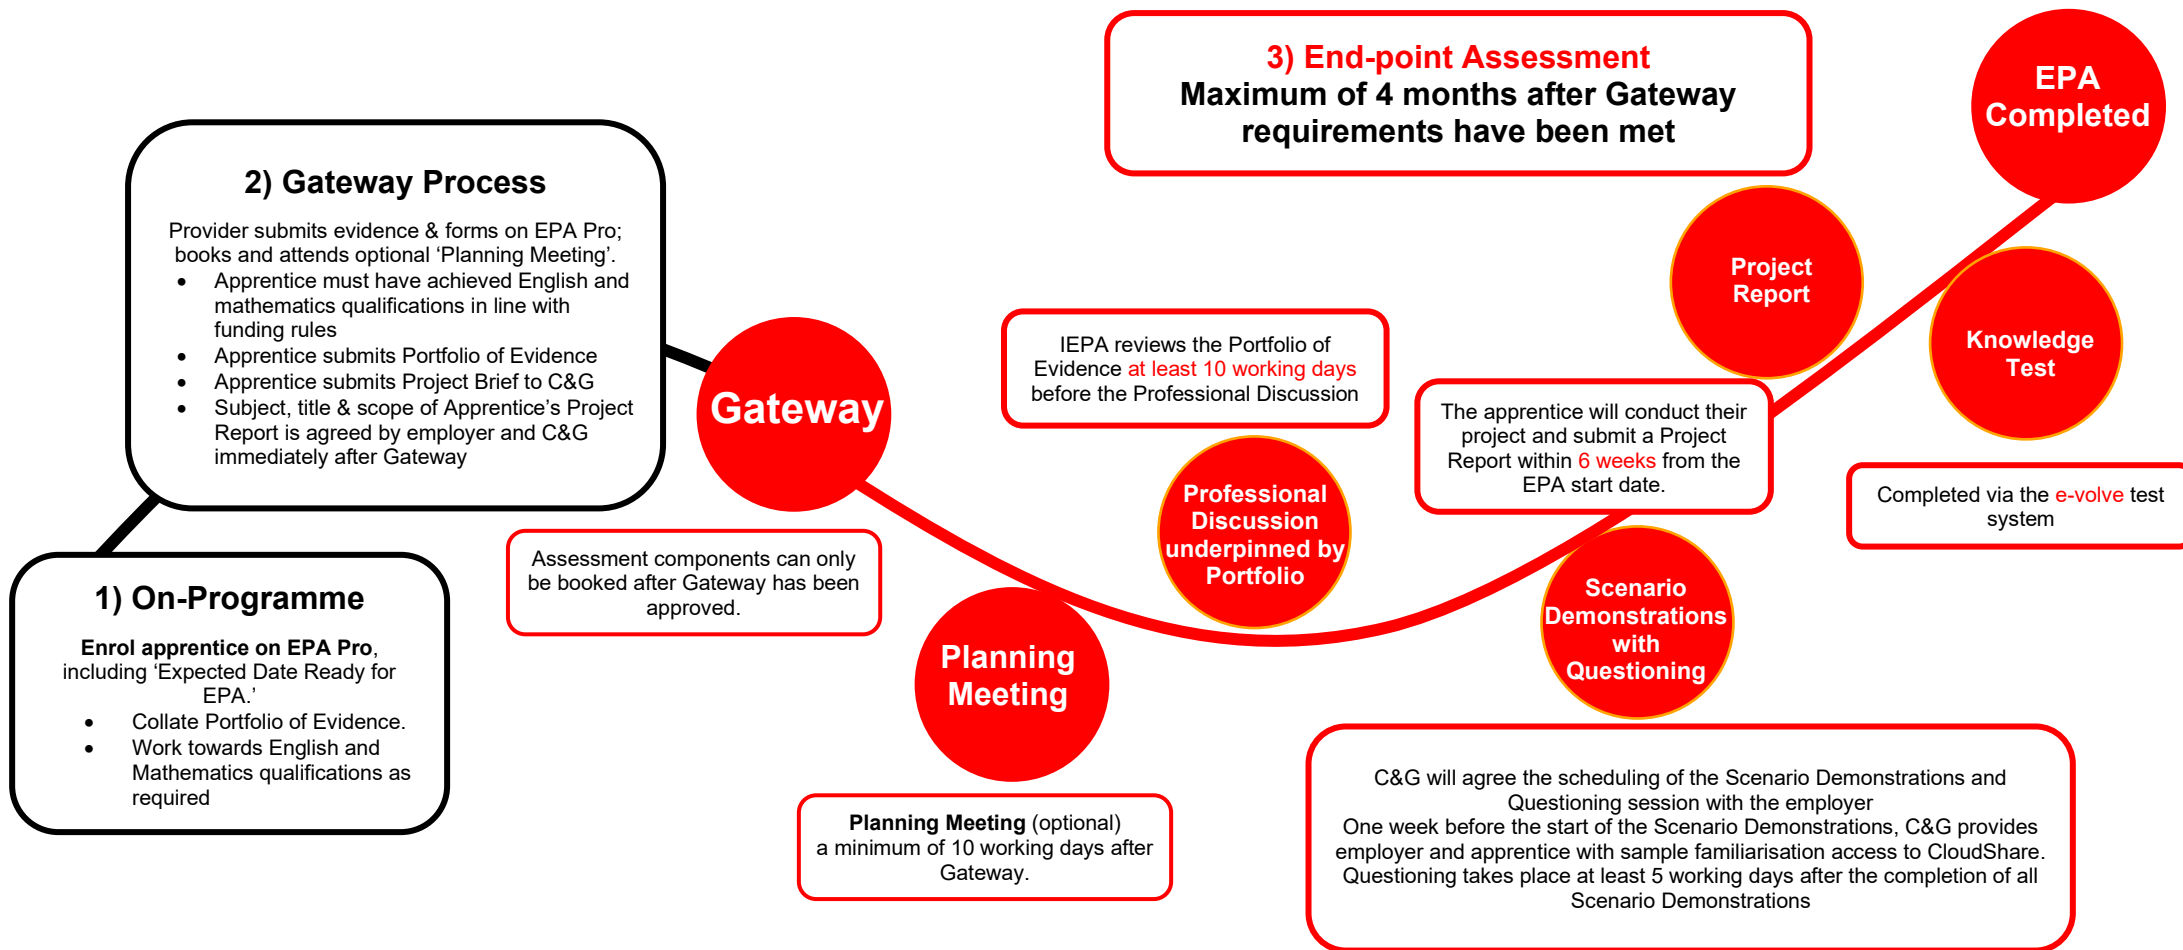 1) On-Programme
Enrol apprentice on EPA Pro,
including ‘Expected Date Ready for
EPA.’
• Collate Portfolio of Evidence.
• Work towards English and
Mathematics qualifications as
required
2) Gateway Process
Provider submits evidence & forms on EPA Pro;
books and attends optional ‘Planning Meeting’.
• Apprentice must have achieved English and
mathematics qualifications in line with
funding rules
• Apprentice submits Portfolio of Evidence
• Apprentice submits Project Brief to C&G
• Subject, title & scope of Apprentice’s Project
Report is agreed by employer and C&G
immediately after Gateway
Gateway
Assessment components can only
be booked after Gateway has been
approved.
Planning
Meeting
Planning Meeting (optional)
a minimum of 10 working days after
Gateway.
3) End-point Assessment
Maximum of 4 months after Gateway
requirements have been met
IEPA reviews the Portfolio of
Evidence at least 10 working days
before the Professional Discussion
Professional
Discussion
underpinned by
Portfolio
The apprentice will conduct their
project and submit a Project
Report within 6 weeks from the
EPA start date.
Scenario
Demonstrations
with
Questioning
C&G will agree the scheduling of the Scenario Demonstrations and
Questioning session with the employer
One week before the start of the Scenario Demonstrations, C&G provides
employer and apprentice with sample familiarisation access to CloudShare.
Questioning takes place at least 5 working days after the completion of all
Scenario Demonstrations
Project
Report
Knowledge
Test
Completed via the e-volve test
system
EPA
Completed